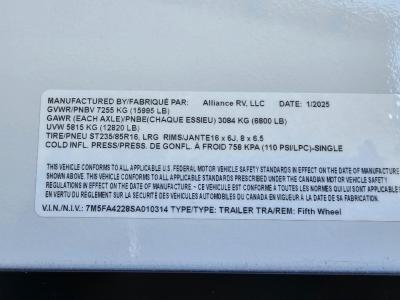 MANUFACTURED BY/FABRIQUÉ PAR: Alliance RV, LLC DATE: 1/2025
GVWR/PNBV 7255 KG (15995 LB)
GAWR (EACH AXLE)/PNBE(CHAQUE ESSIEU) 3084 KG (6800 LB)
UVW 5815 KG (12820 LB)
TIRE/PNEU ST235/85R16, LRG RIMS/JANTE16 x 6J, 8 x 6.5
COLD INFL. PRESS/PRESS. DE GONFL. À FROID 758 KPA (110 PSI/LPC)-SINGLE
THIS VEHICLE CONFORMS TO ALL APPLICABLE U.S. FEDERAL MOTOR VEHICLE SAFETY STANDARDS IN EFFECT ON THE DATE OF
MANUFACTURE SHOWN ABOVE. THIS VEHICLE
CONFORMS TO ALL APPLICABLE STANDARDS PRESCRIBED UNDER THE CANADIAN MOTOR VEHICLE SAFETY
REGULATIONS IN EFFECT ON THE DATE OF MANUFACTURE. - CE VÉHICULE EST CONFORME À TOUTES LES NORMES QUI LUI SONT APPLICABLES
EN VERTU DU RÈGLEMENT SUR LA SÉCURITÉ DES VÉHICULES AUTOMOBILES DU CANADA EN VIGUEUR À LA DATE DE SA FABRICATION.
V.I.N./N.I.V.: 7M5FA4228SA010314 TYPE/TYPE: TRAILER TRA/REM: Fifth Wheel